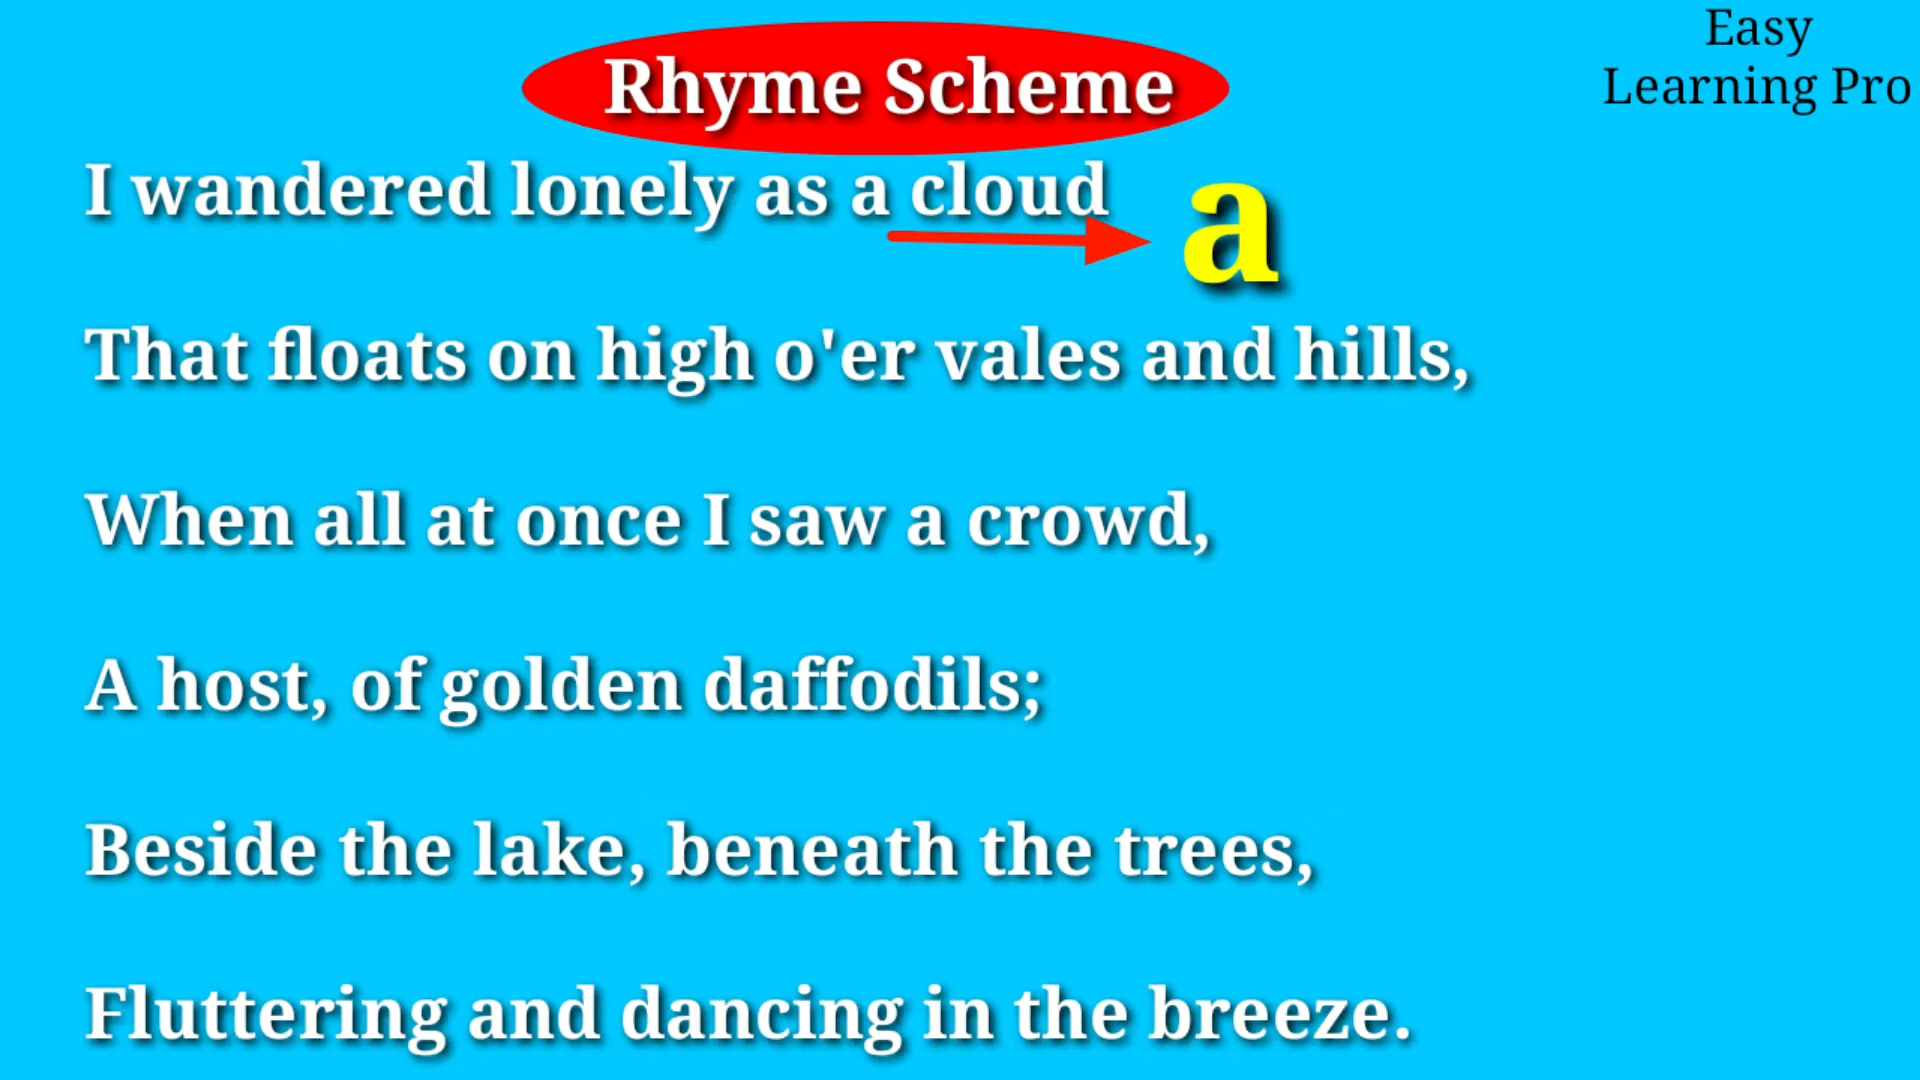 Easy
Learning Pro
Rhyme Scheme
I wandered lonely as a cloud
a
That floats on high o'er vales and hills,
When all at once I saw a crowd,
A host, of golden daffodils;
Beside the lake, beneath the trees,
Fluttering and dancing in the breeze.